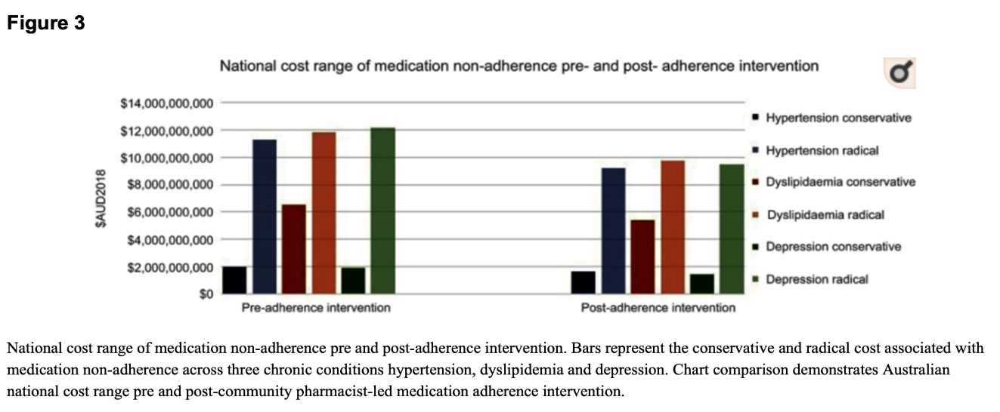 Figure 3
National cost range of medication non-adherence pre- and post- adherence intervention
$14,000,000,000
$12,000,000,000
$10,000,000,000
$8,000,000,000
$6,000,000,000
$4,000,000,000
$2,000,000,000
$0
$AUD2018
Pre-adherence intervention
Post-adherence intervention
Hypertension conservative
Hypertension radical
Dyslipidaemia conservative
Dyslipidaemia radical
Depression conservative
Depression radical
National cost range of medication non-adherence pre and post-adherence intervention. Bars represent the conservative and radical cost associated with
medication non-adherence across three chronic conditions hypertension, dyslipidemia and depression. Chart comparison demonstrates Australian
national cost range pre and post-community pharmacist-led medication adherence intervention.